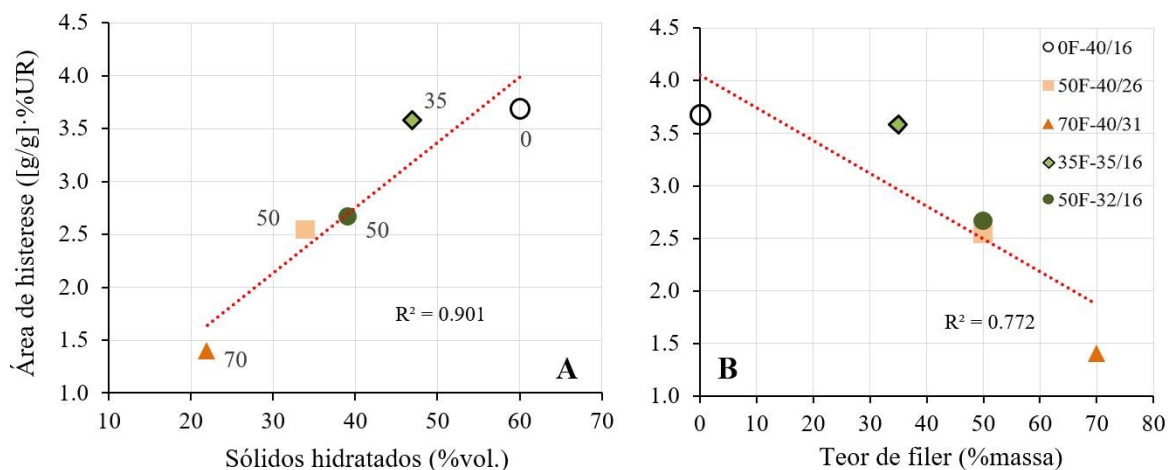 Área de histerese ([g/g]·%UR)
4.5
4.0
3.5
3.0
2.5
2.0
1.5
1.0
35
0
50
50
70
R² = 0.901
A
10 20 30 40 50 60 70
Sólidos hidratados (%vol.)
4.5
4.0
3.5
3.0
2.5
2.0
1.5
1.0
0F-40/16
50F-40/26
70F-40/31
35F-35/16
50F-32/16
R² = 0.772
B
0 10 20 30 40 50 60 70 80
Teor de filer (%massa)